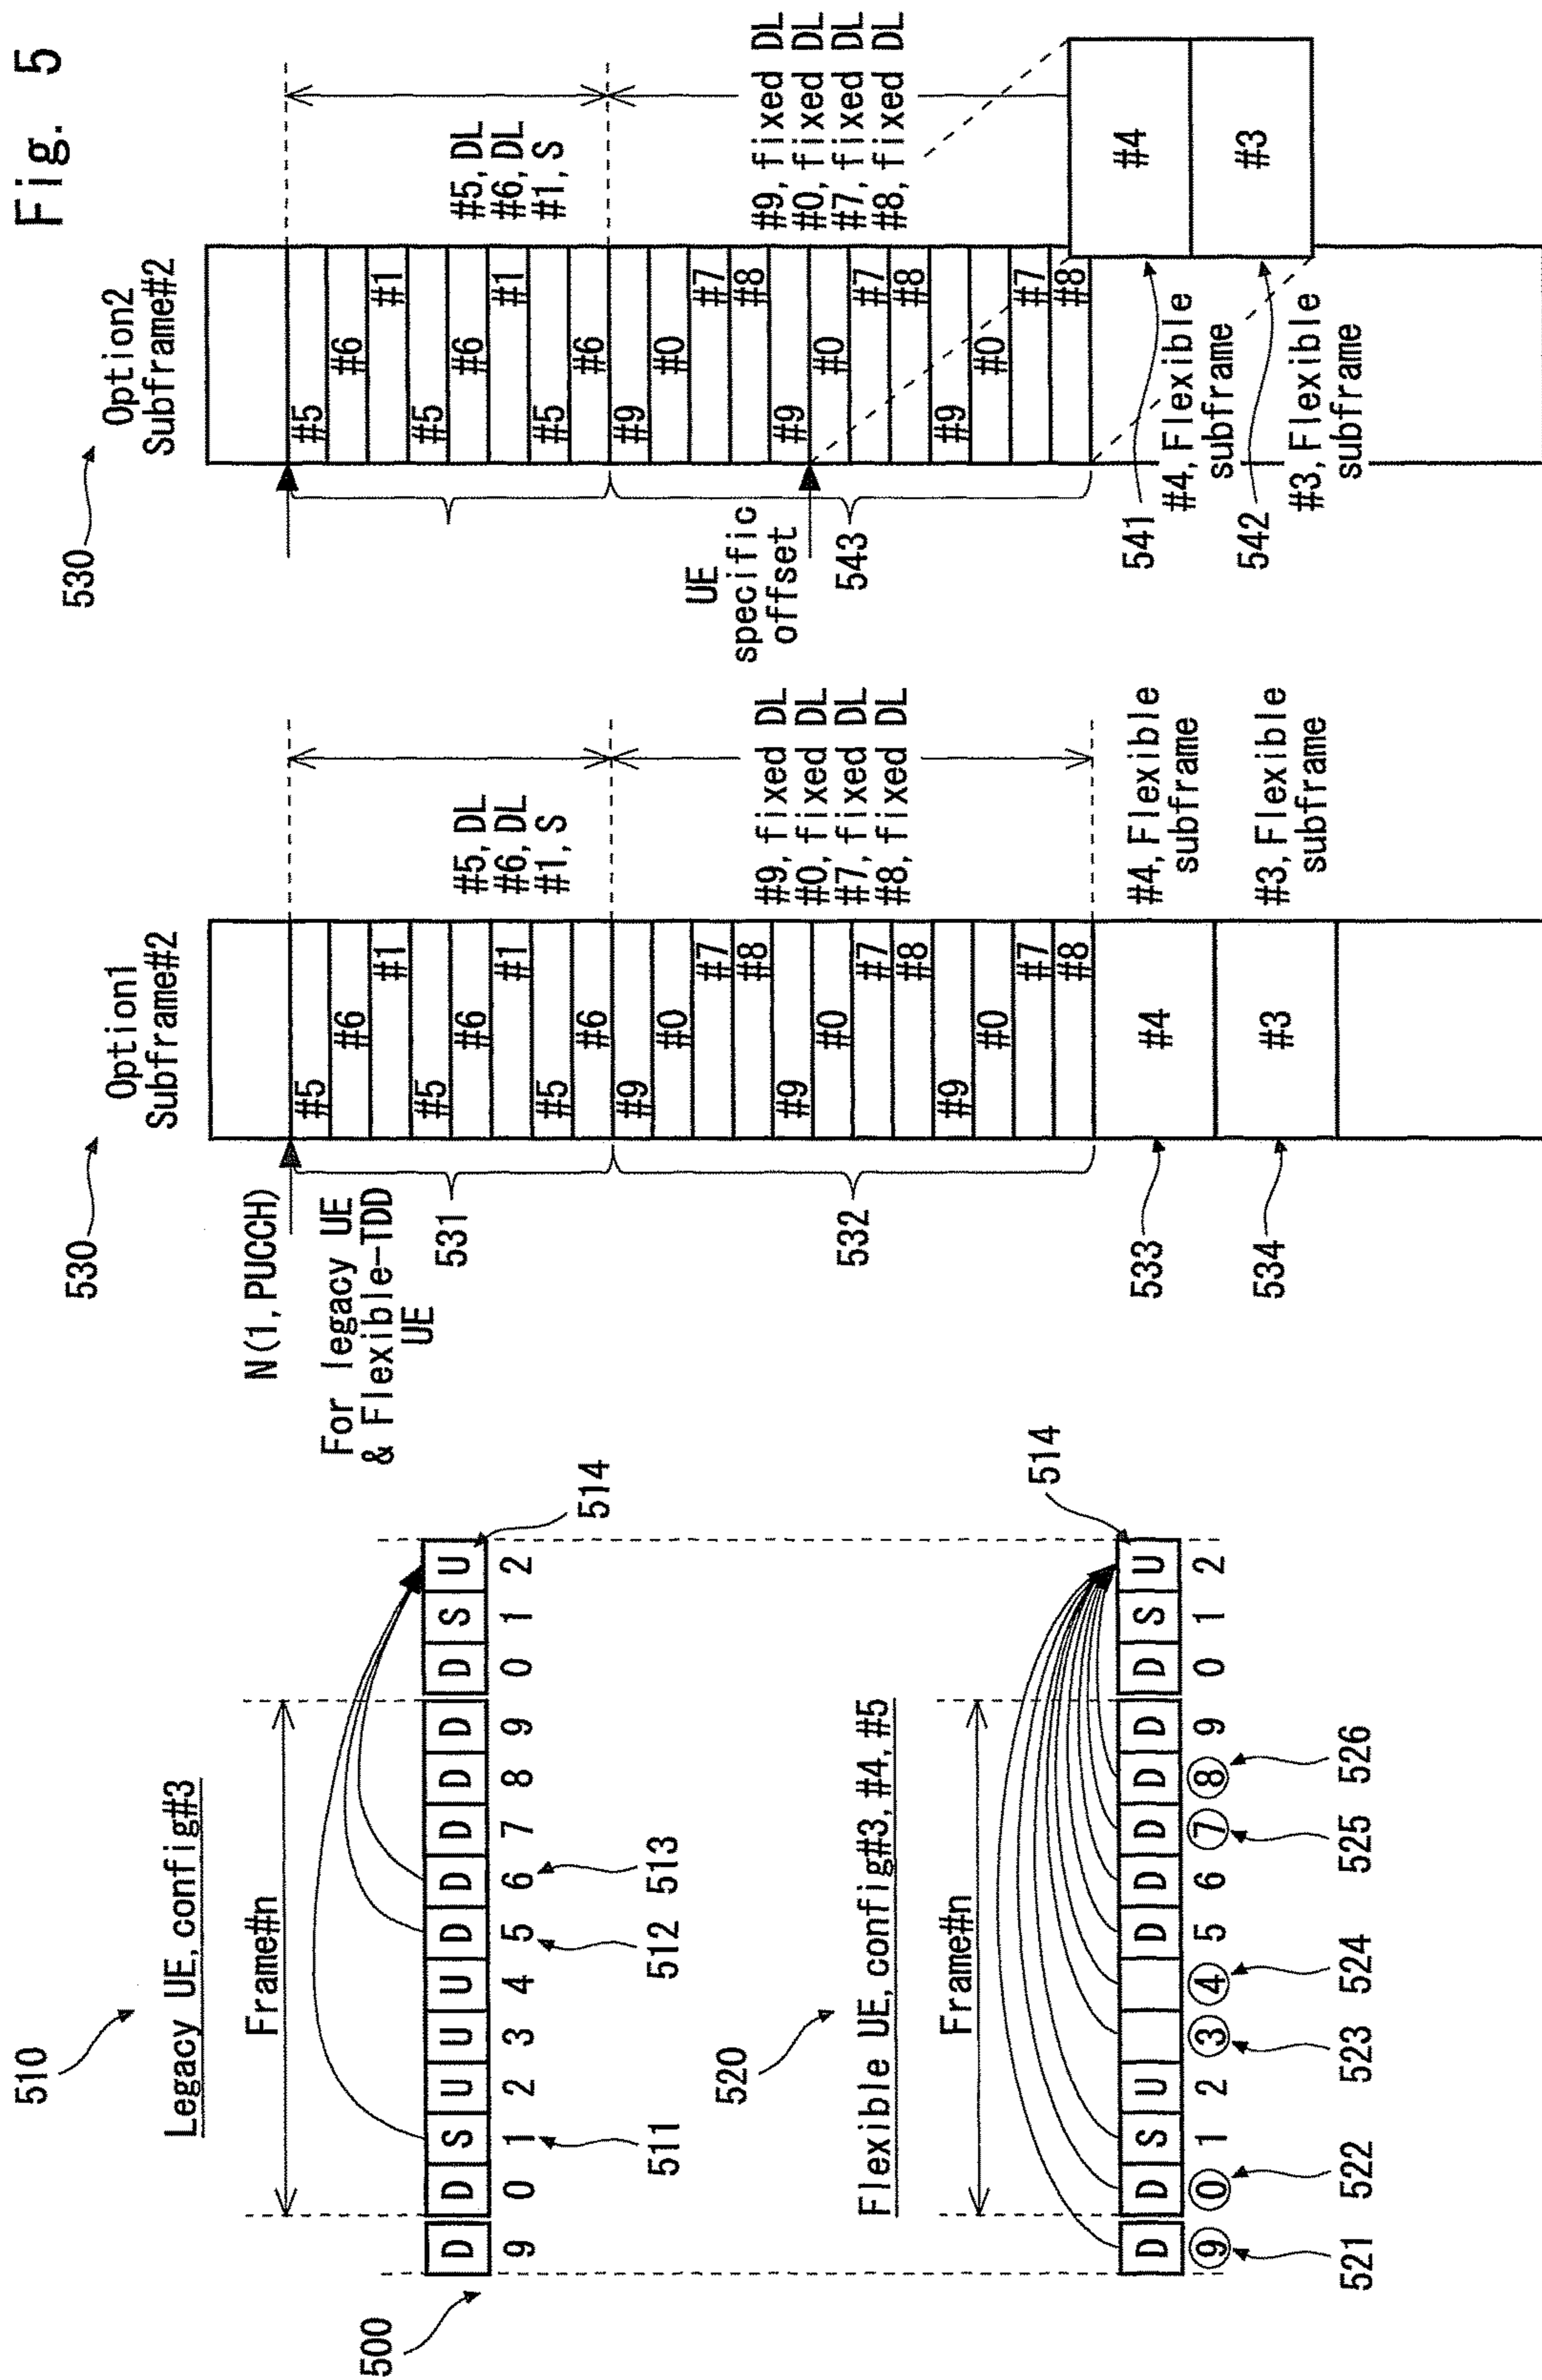 Fig. 5
510
Legacy UE, config#3
Frame#n
D D S U U U D D D D D S U
9 0 1 2 3 4 5 6 7 8 9 0 1 2
500
511
512
513
514
520
Flexible UE, config#3, #4, #5
Frame#n
D D S U D D D D D D S U
9 0 1 2 3 4 5 6 7 8 9 0 1 2
521
522
523
524
525
526
514
530
Option1
Subframe#2
N(1, PUCCH)
For legacy UE
& Flexible-TDD
UE
531
532
533
534
#5
#6
#1
#5
#6
#1
#5
#6
#9
#0
#7
#8
#9
#0
#7
#8
#9
#0
#7
#8
#4
#3
#5, DL
#6, DL
#1, S
#9, fixed DL
#0, fixed DL
#7, fixed DL
#8, fixed DL
#4, Flexible
subframe
#3, Flexible
subframe
530
Option2
Subframe#2
UE
specific
offset
543
541
542
#5
#6
#1
#5
#6
#1
#5
#6
#9
#0
#7
#8
#9
#0
#7
#8
#9
#0
#7
#8
#4, Flexible
subframe
#3, Flexible
subframe
#5, DL
#6, DL
#1, S
#9, fixed DL
#0, fixed DL
#7, fixed DL
#8, fixed DL
#4
#3